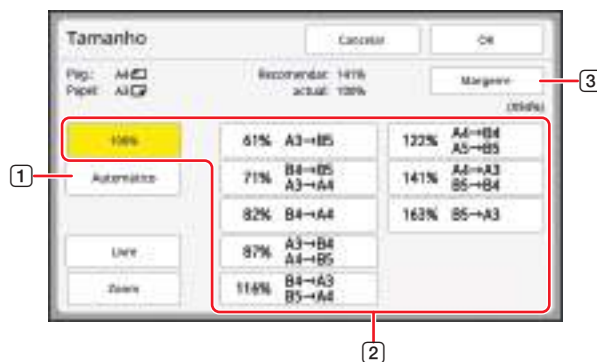 Tamanho
Cancelar
OK
Pág.: A4
Papel: A3
Recomendar: 141%
actual: 100%
Margem+
3
100%
61% A3→B5
122% A4→B4
A5→B5
1
Automático
71% B4→B5
A3→A4
141% A4→A3
B5→B4
82% B4→A4
163% B5→A3
Livre
87% A3→B4
A4→B5
Zoom
116% B4→A3
B5→A4
2